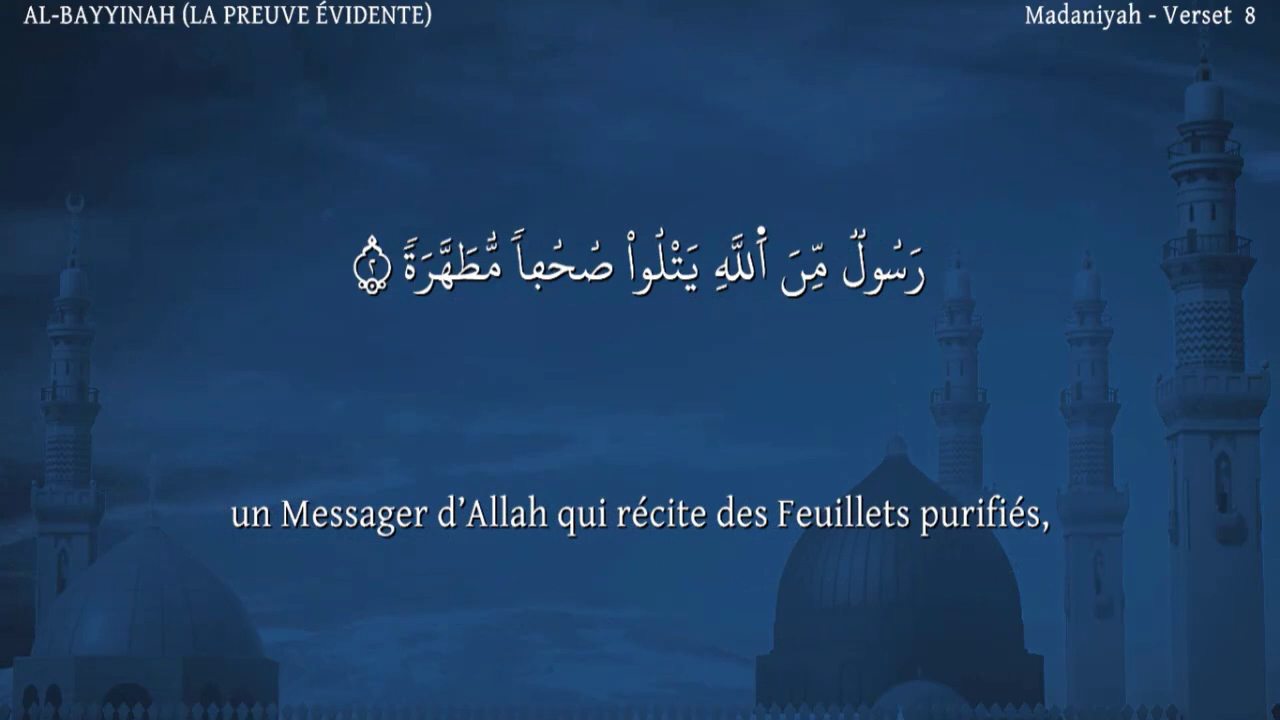 AL-BAYYINAH (LA PREUVE ÉVIDENTE)
Madaniyah - Verset 8
رَسُولٌ مِّنَ ٱللَّهِ يَتْلُوا۟ صُحُفاً مُّطَهَّرَةً ٢
un Messager d’Allah qui récite des Feuillets purifiés,